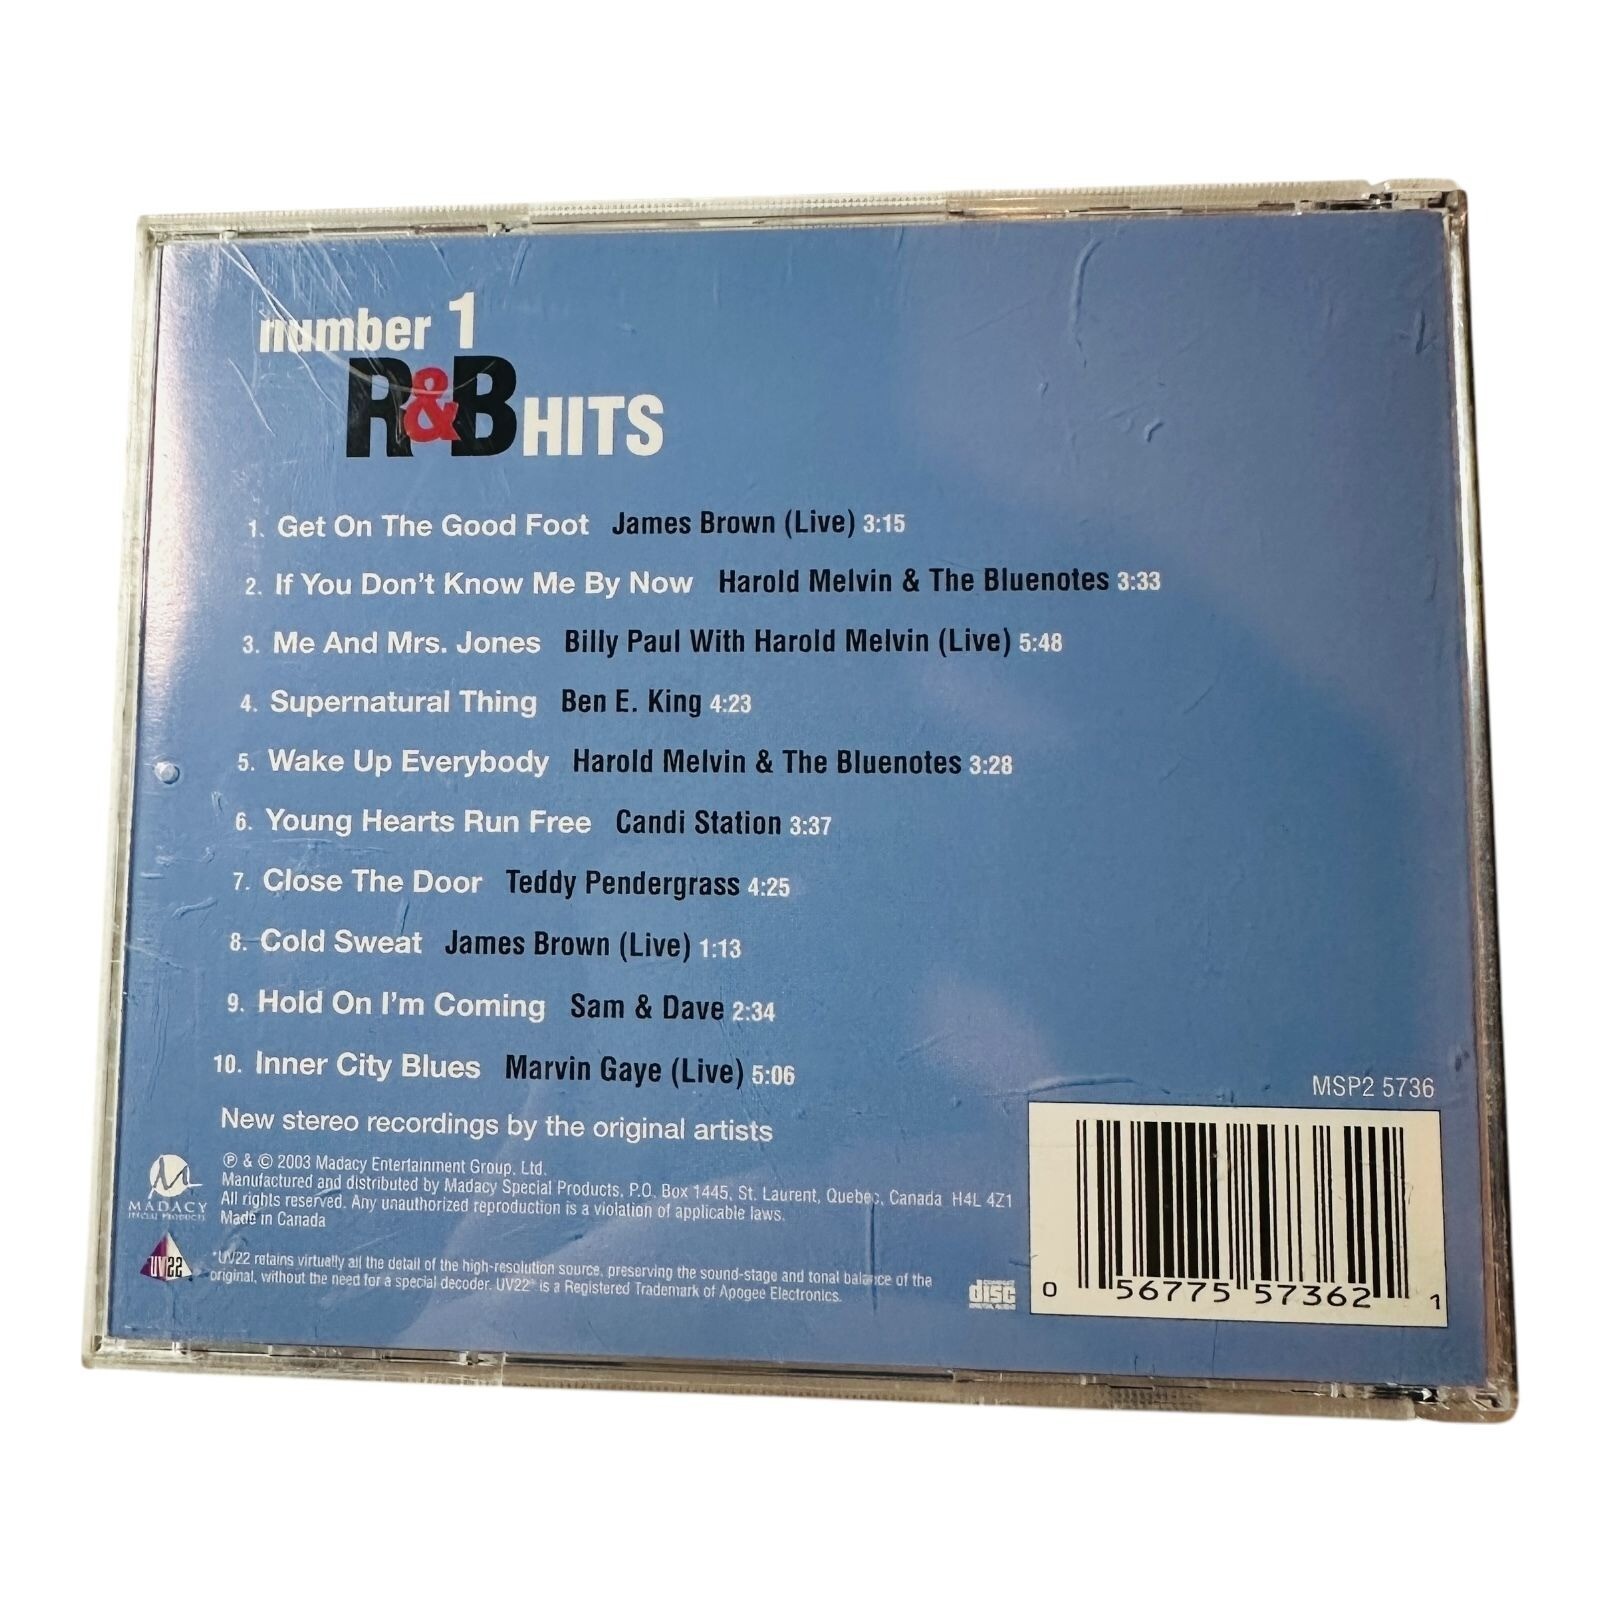 number 1
R&B HITS
1. Get On The Good Foot James Brown (Live) 3:15
2. If You Don't Know Me By Now Harold Melvin & The Bluenotes 3:33
3. Me And Mrs. Jones Billy Paul With Harold Melvin (Live) 5:48
4. Supernatural Thing Ben E. King 4:23
5. Wake Up Everybody Harold Melvin & The Bluenotes 3:28
6. Young Hearts Run Free Candi Station 3:37
7. Close The Door Teddy Pendergrass 4:25
8. Cold Sweat James Brown (Live) 1:13
9. Hold On I'm Coming Sam & Dave 2:34
10. Inner City Blues Marvin Gaye (Live) 5:06
New stereo recordings by the original artists
℗ & © 2003 Madacy Entertainment Group, Ltd.
Manufactured and distributed by Madacy Special Products, P.O. Box 1445, St. Laurent, Quebec, Canada H4L 4Z1
All rights reserved. Any unauthorized reproduction is a violation of applicable laws.
Made in Canada
MADACY
SPECIAL PRODUCTS
UV22
*UV22 retains virtually all the detail of the high-resolution source, preserving the sound-stage and tonal balance of the
original, without the need for a special decoder. UV22® is a Registered Trademark of Apogee Electronics.
COMPACT
disc
MSP2 5736
0 56775 57362 1